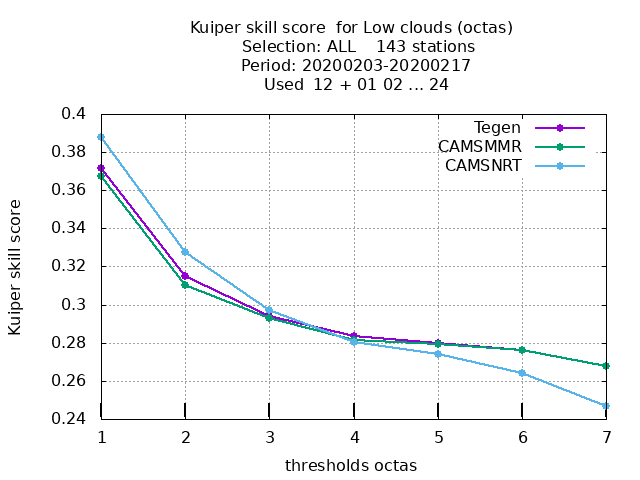 Kuiper skill score  for Low clouds (octas)
Selection: ALL    143 stations
Period: 20200203-20200217
Used  12 + 01 02 ... 24
Tegen
CAMSMMR
CAMSNRT
0.4
0.38
0.36
0.34
0.32
0.3
0.28
0.26
0.24
Kuiper skill score
1 2 3 4 5 6 7
thresholds octas